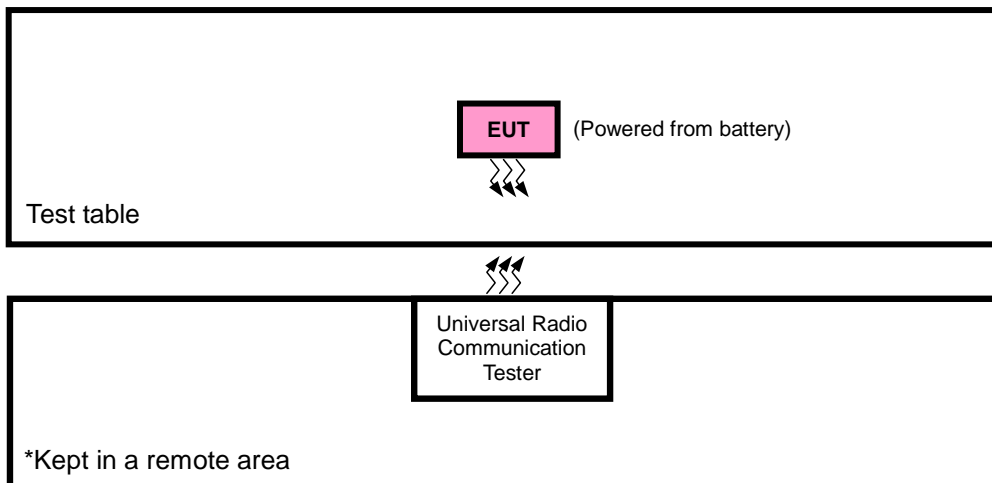 EUT (Powered from battery)
Test table
Universal Radio
Communication
Tester
*Kept in a remote area